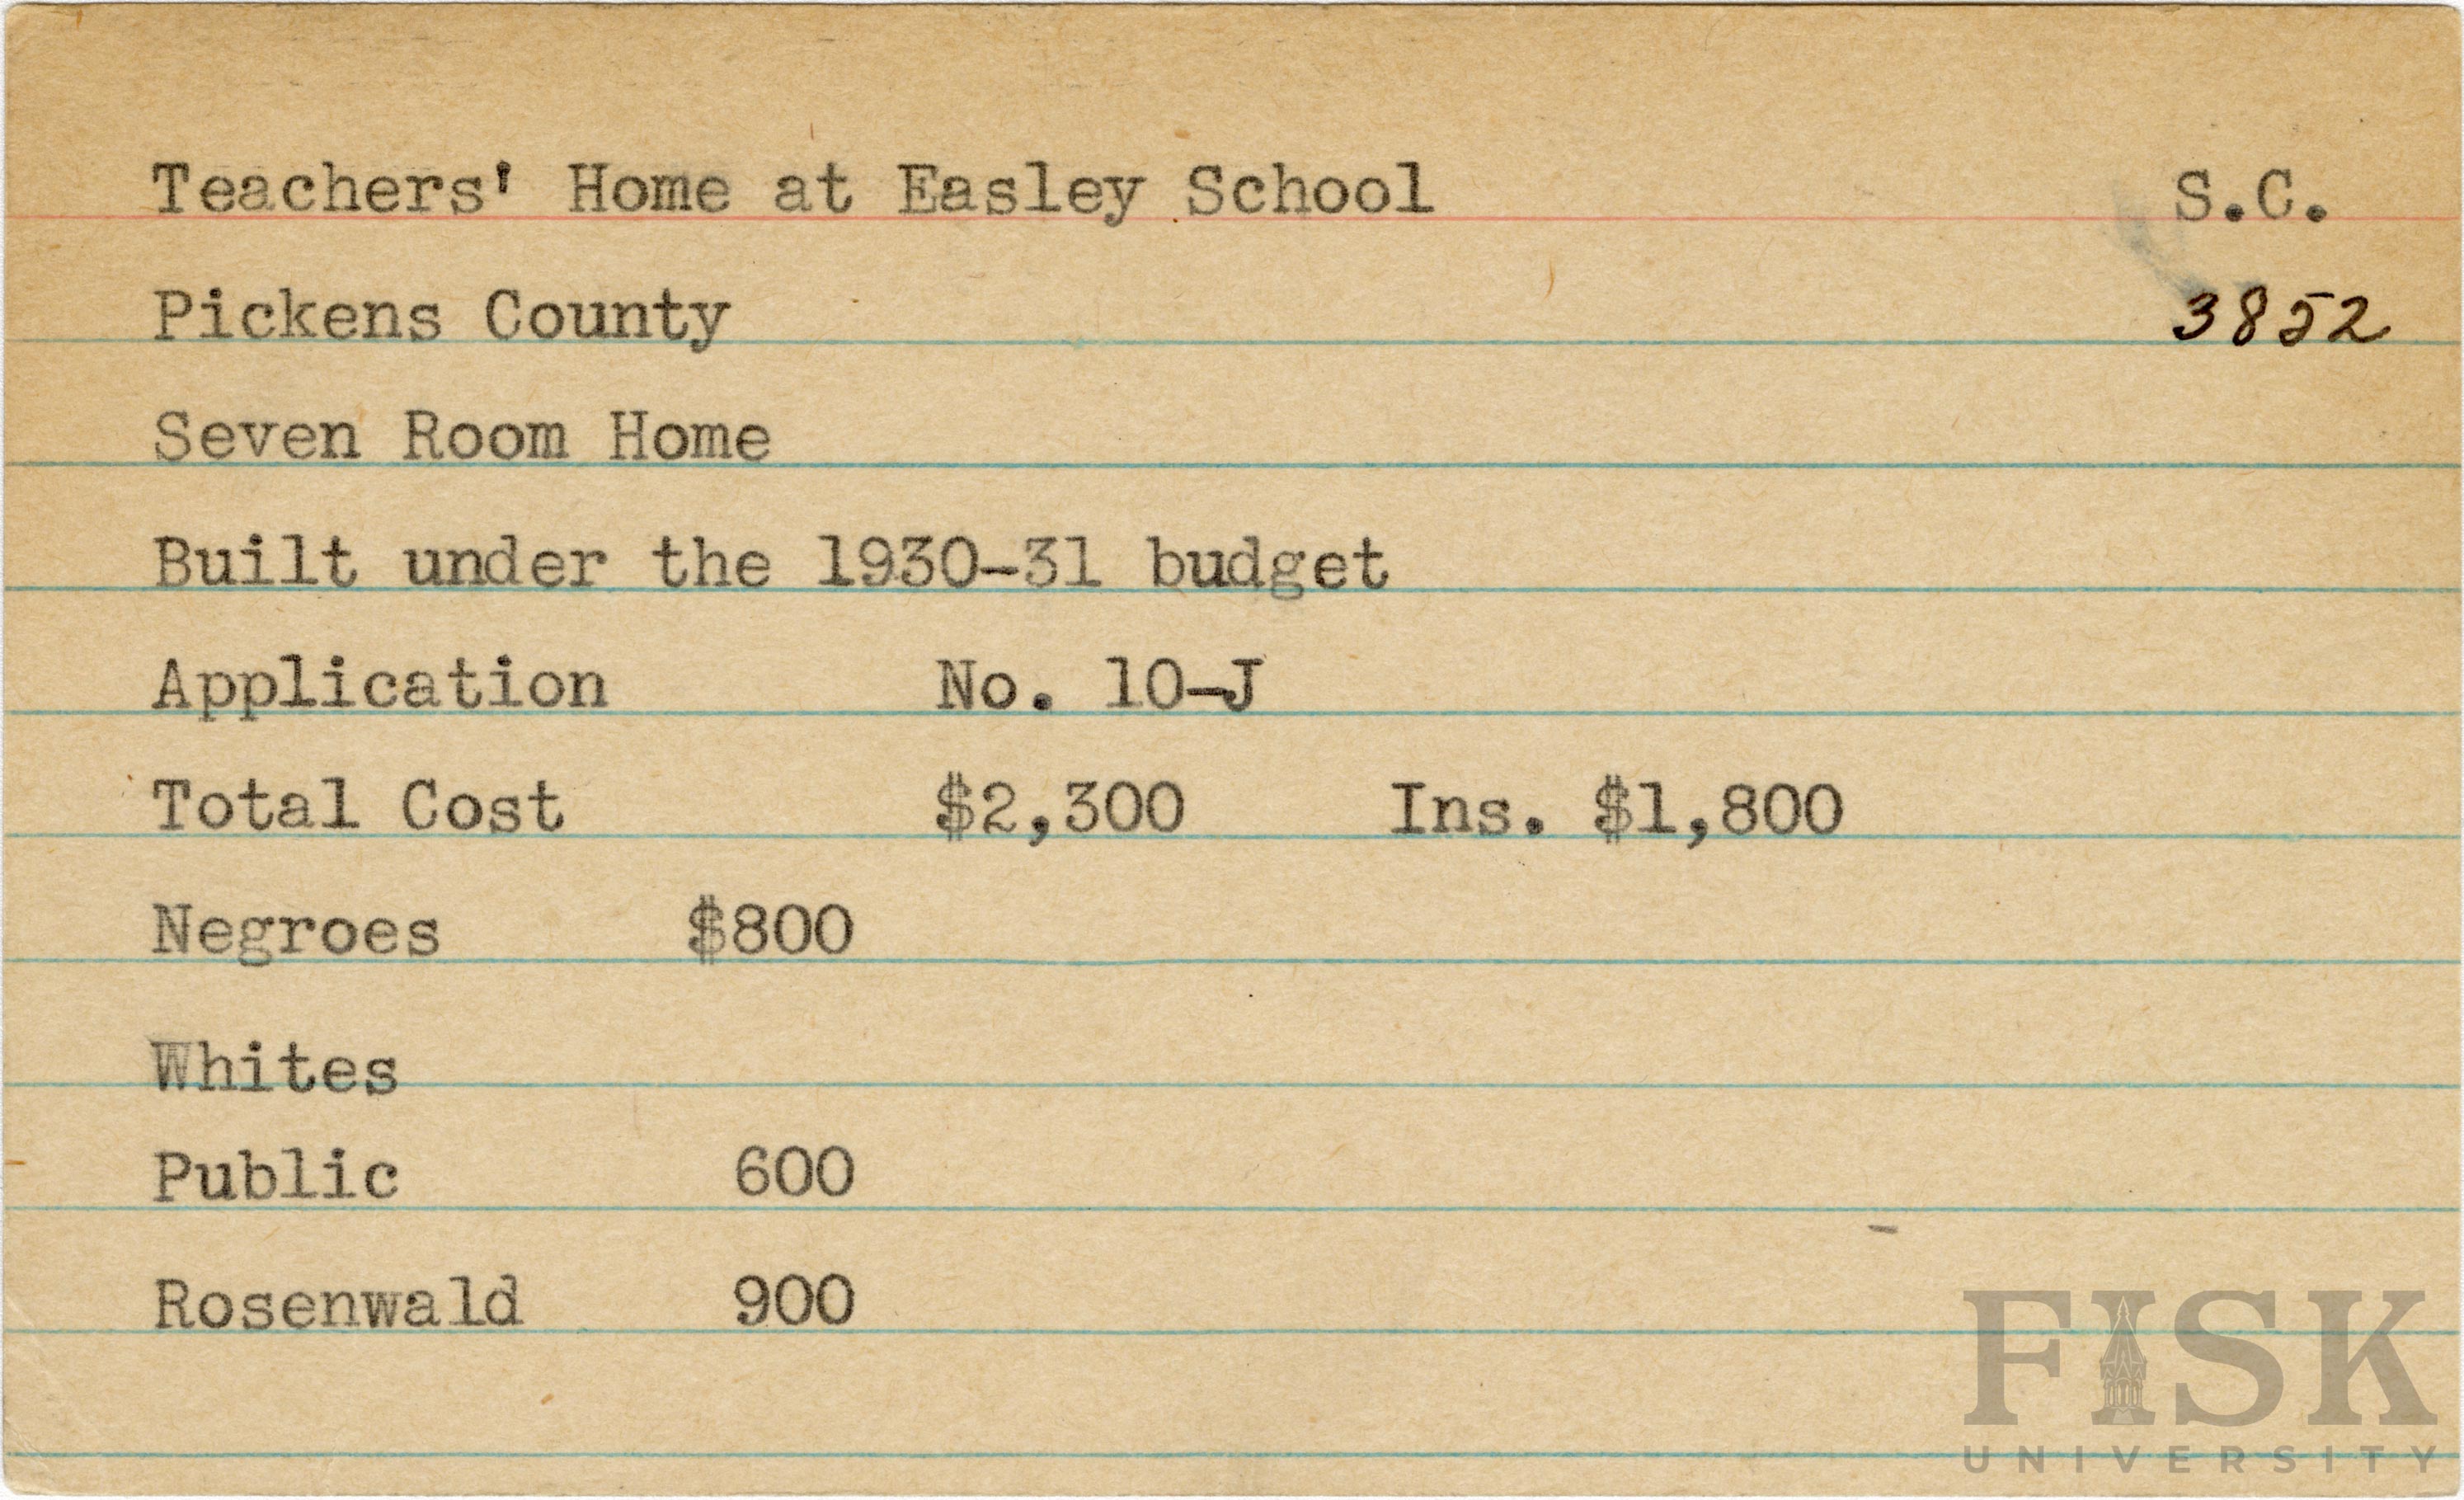 Teachers' Home at Easley School S.C.
Pickens County 3852
Seven Room Home
Built under the 1930-31 budget
Application No. 10-J
Total Cost $2,300 Ins. $1,800
Negroes $800
Whites
Public 600
Rosenwald 900
FISK
UNIVERSITY